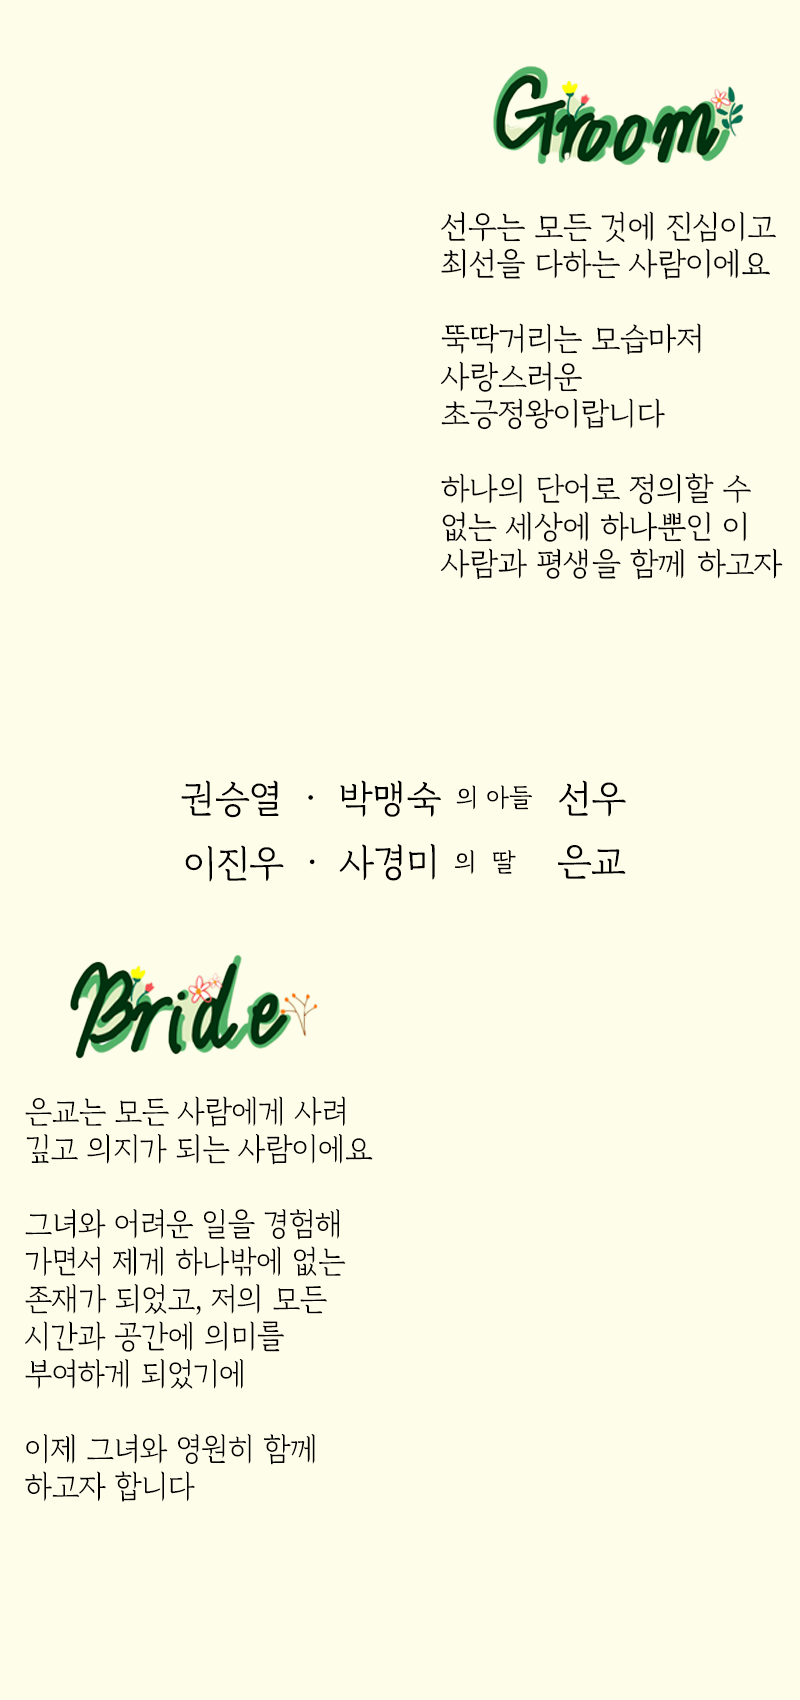 Groom
선우는 모든 것에 진심이고
최선을 다하는 사람이에요
뚝딱거리는 모습마저
사랑스러운
초긍정왕이랍니다
하나의 단어로 정의할 수
없는 세상에 하나뿐인 이
사람과 평생을 함께 하고자
권승열 · 박맹숙 의 아들 선우
이진우 · 사경미 의 딸 은교
Bride
은교는 모든 사람에게 사려
깊고 의지가 되는 사람이에요
그녀와 어려운 일을 경험해
가면서 제게 하나밖에 없는
존재가 되었고, 저의 모든
시간과 공간에 의미를
부여하게 되었기에
이제 그녀와 영원히 함께
하고자 합니다